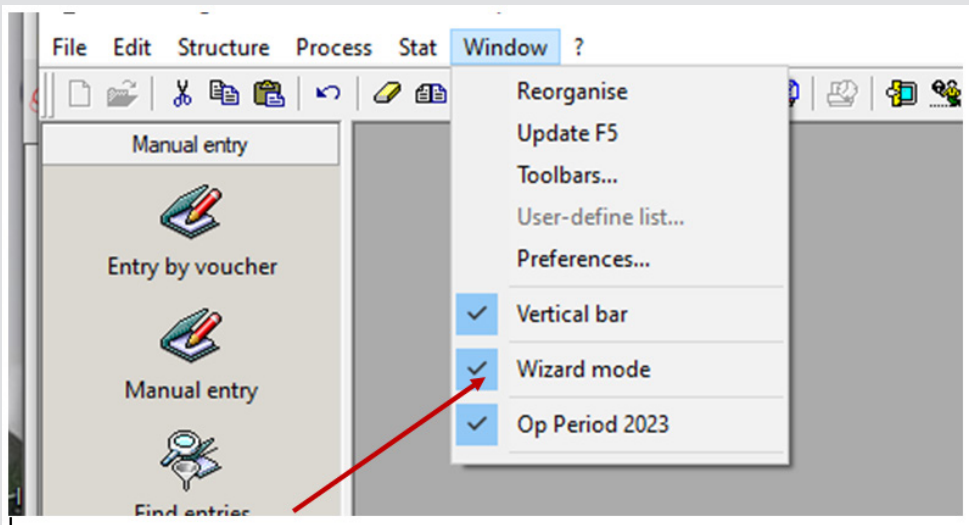 File Edit Structure Process Stat Window ?
Reorganise
Update F5
Toolbars...
User-define list...
Preferences...
Vertical bar
Wizard mode
Op Period 2023
Manual entry
Entry by voucher
Manual entry
Find entries